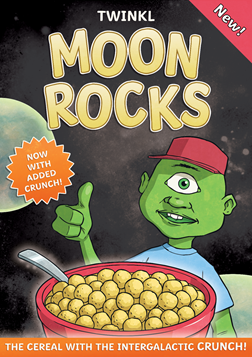 TWINKL
New!
MOON
ROCKS
NOW
WITH
ADDED
CRUNCH!
THE CEREAL WITH THE INTERGALACTIC CRUNCH!